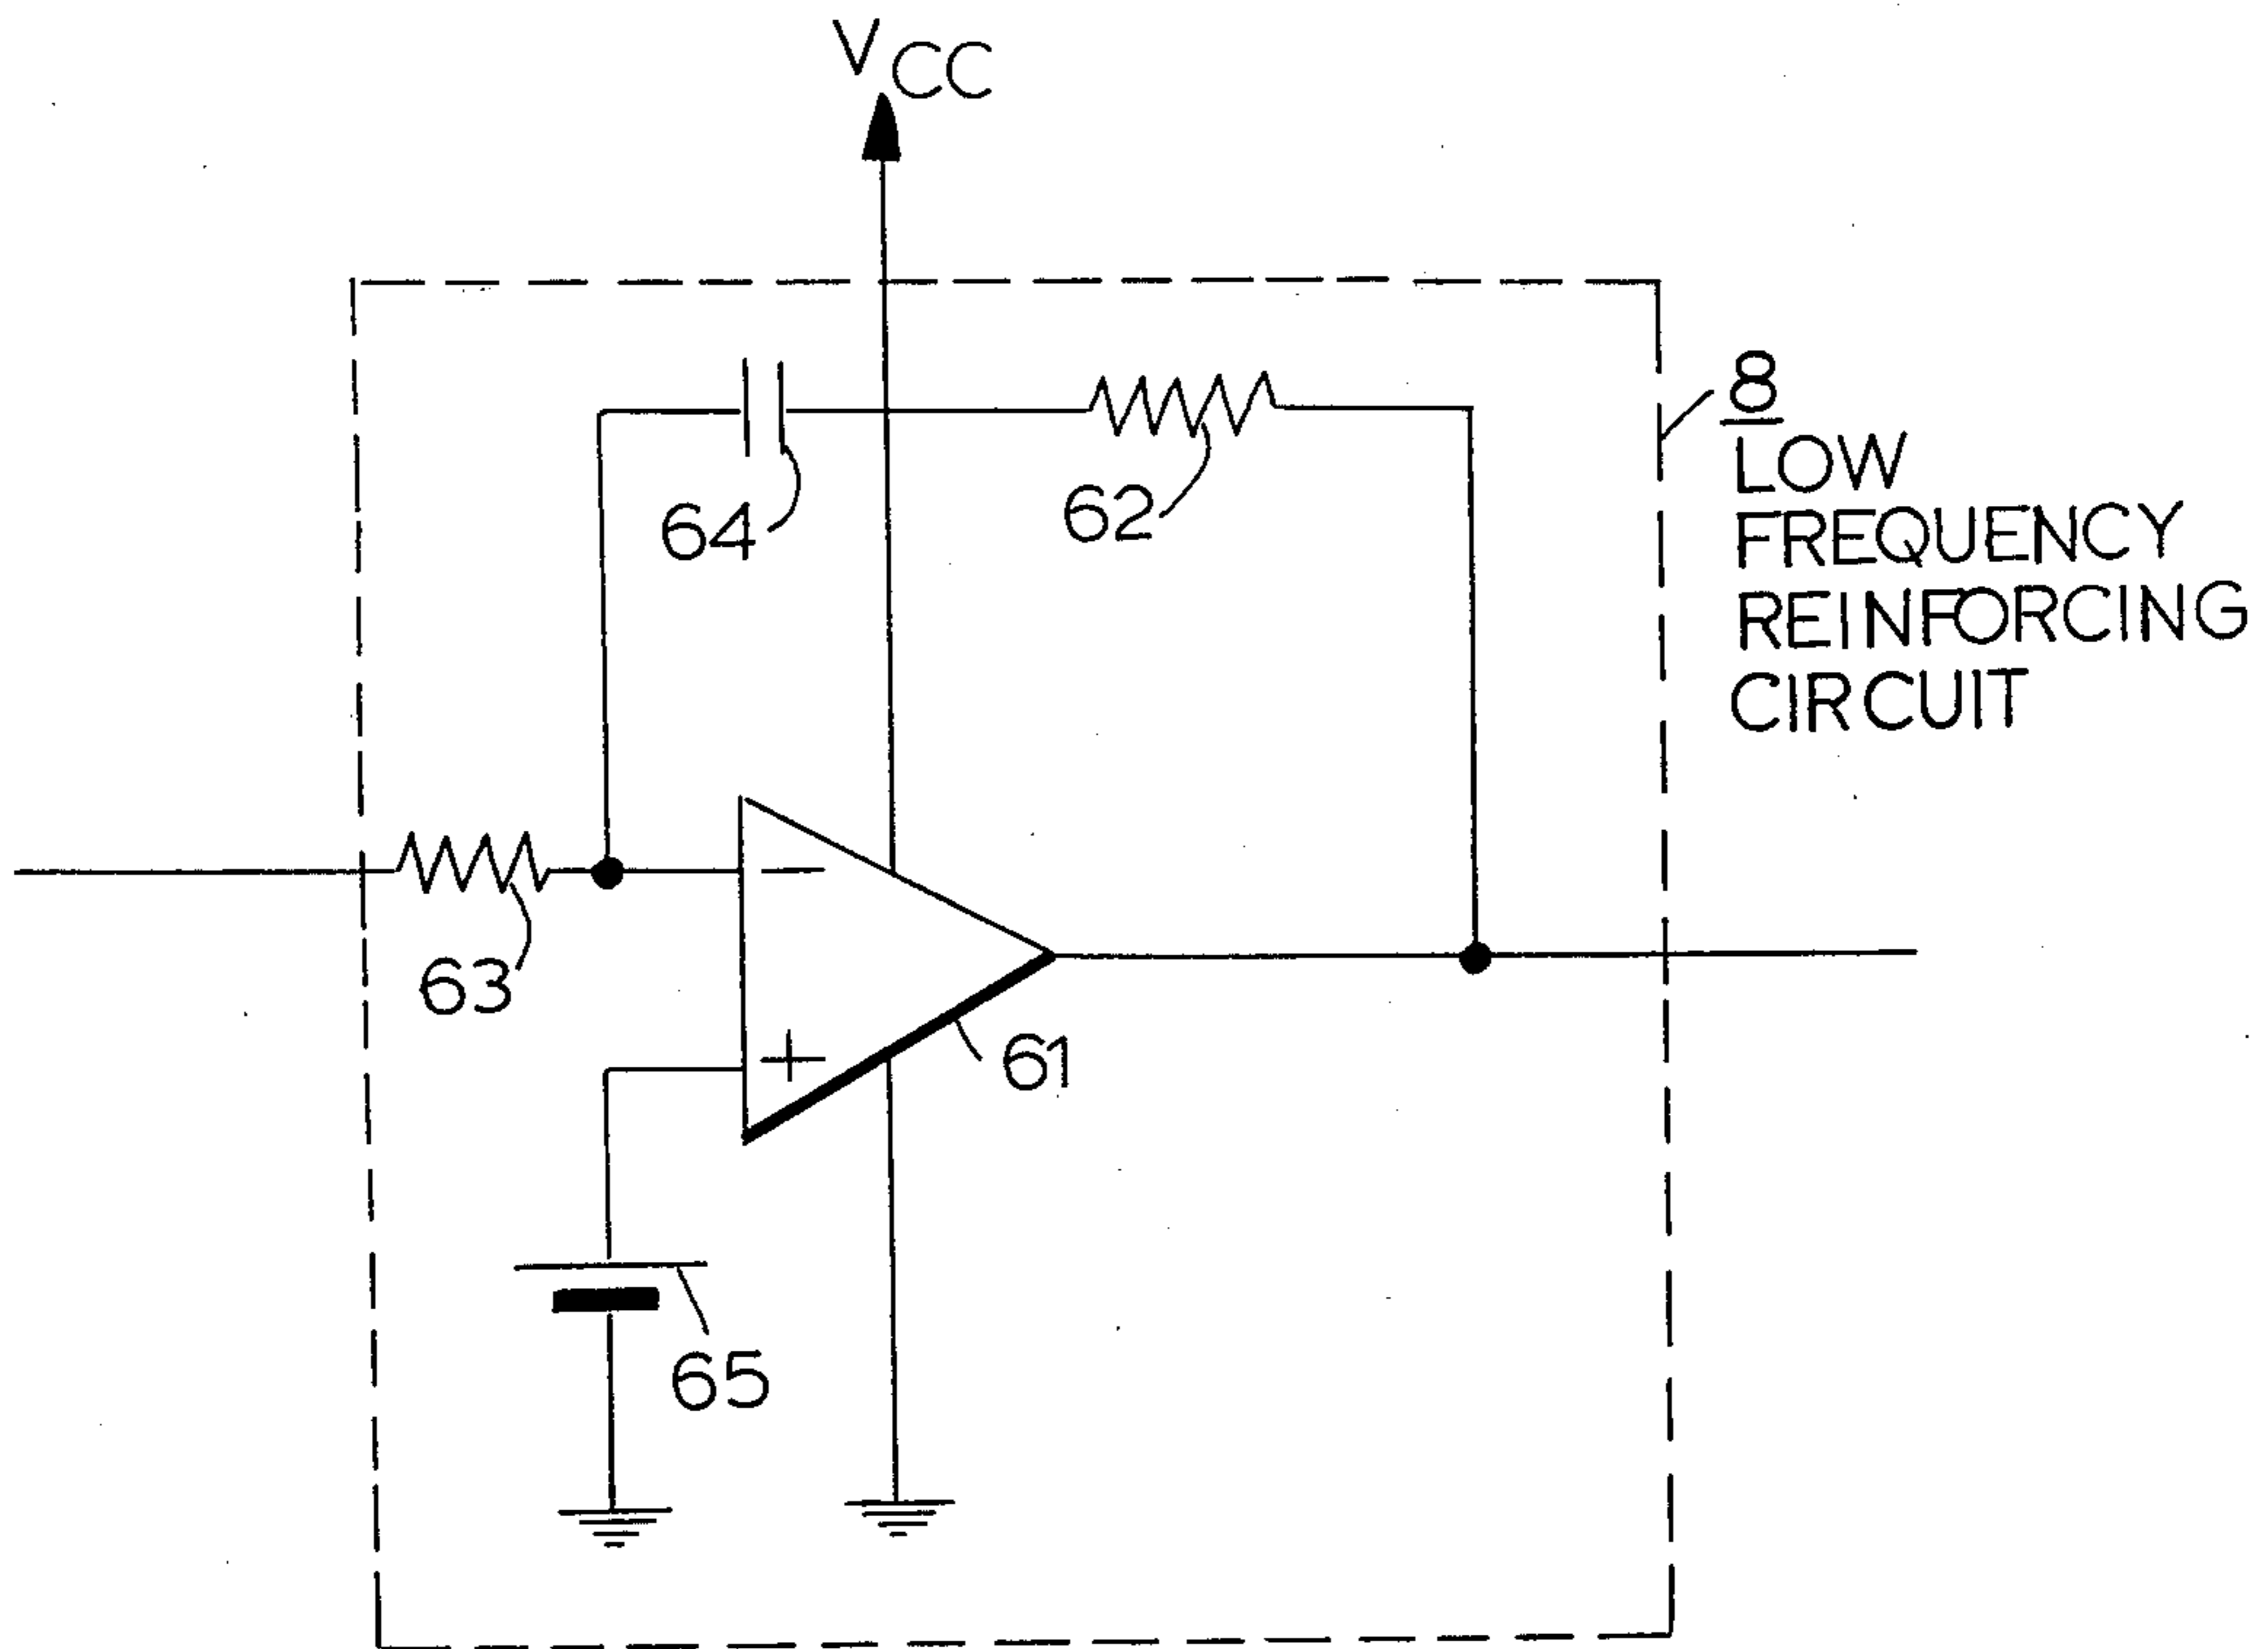 VCC
8
LOW
FREQUENCY
REINFORCING
CIRCUIT
64
62
63
61
65